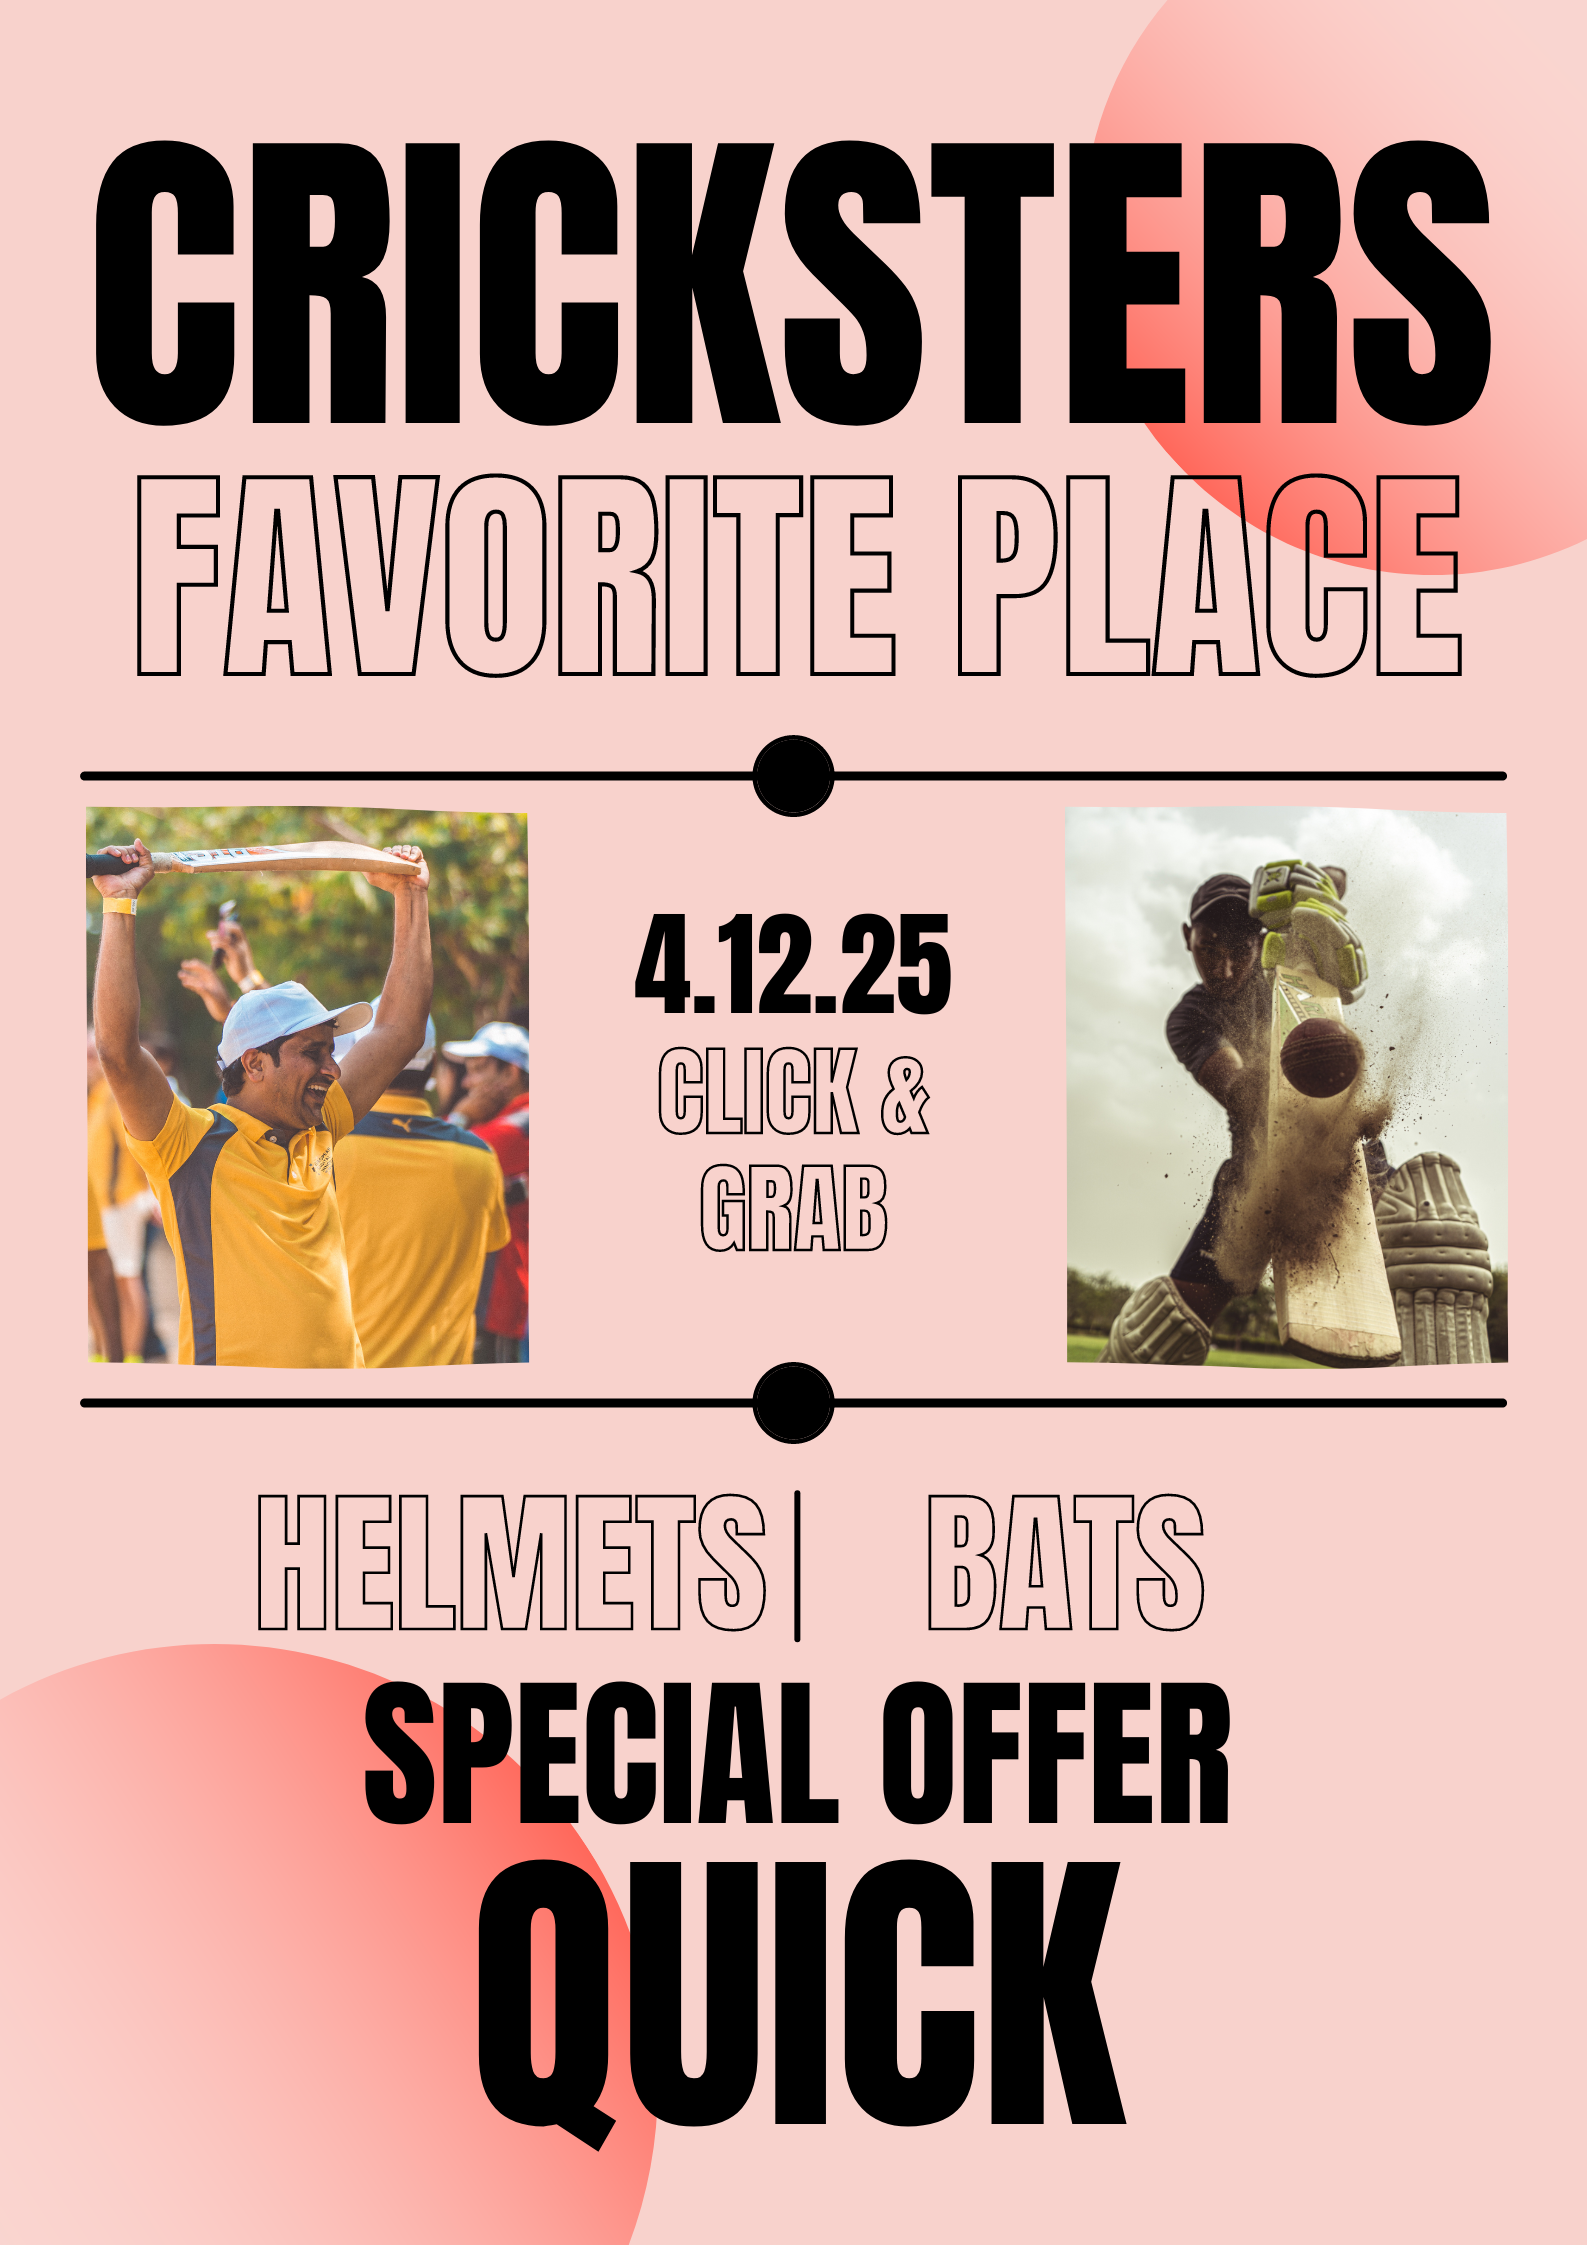 CRICKSTERS
FAVORITE PLACE
4.12.25
CLICK &
GRAB
HELMETS | BATS
SPECIAL OFFER
QUICK